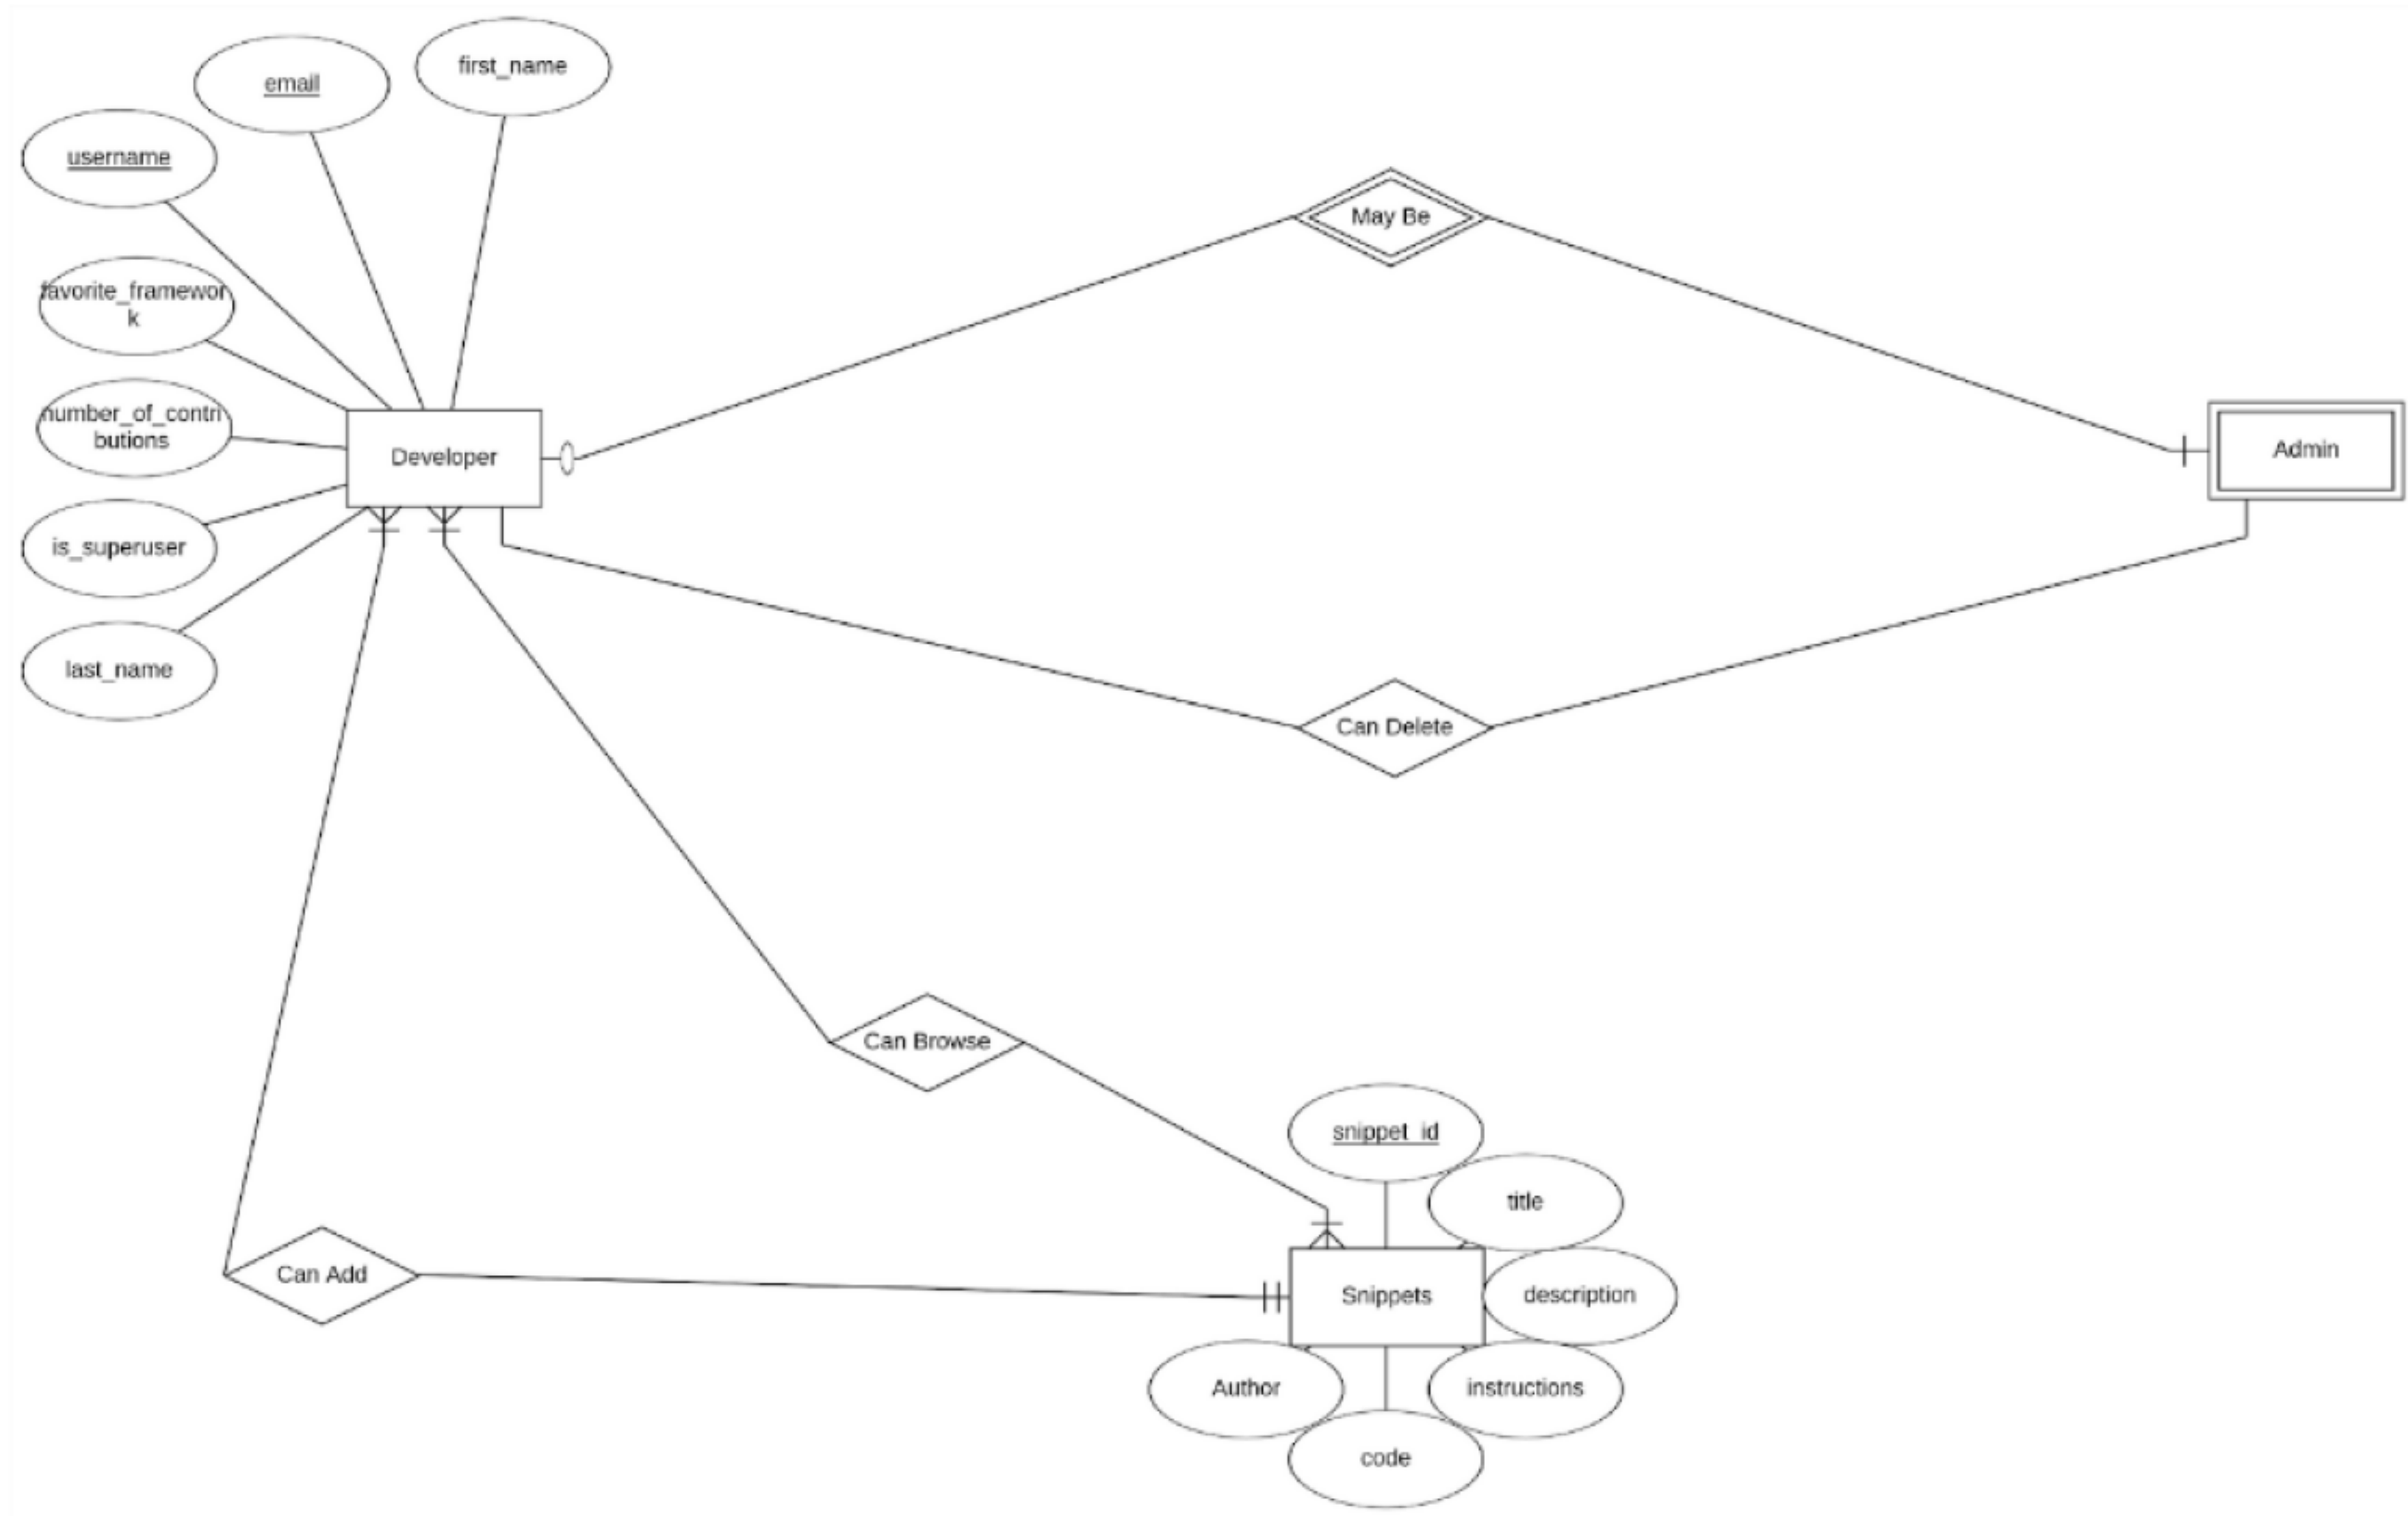 first_name
email
username
May Be
favorite_framewor
k
number_of_contri
butions
Developer
Admin
is_superuser
last_name
Can Delete
Can Browse
snippet_id
title
Can Add
Snippets
description
Author
instructions
code